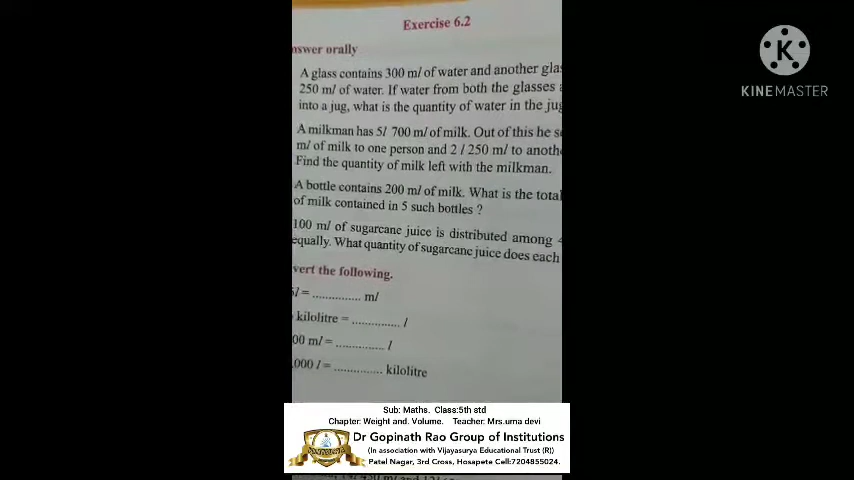 Exercise 6.2
nswer orally
A glass contains 300 ml of water and another glas
250 ml of water. If water from both the glasses
into a jug, what is the quantity of water in the jug
A milkman has 5l 700 ml of milk. Out of this he s
ml of milk to one person and 2 l 250 ml to anoth
Find the quantity of milk left with the milkman.
A bottle contains 200 ml of milk. What is the total
of milk contained in 5 such bottles ?
100 ml of sugarcane juice is distributed among
equally. What quantity of sugarcane juice does each
vert the following.
5l = .............. ml
kilolitre = .............. l
00 ml = .............. l
,000 l = .............. kilolitre
KINEMASTER
Sub: Maths. Class:5th std
Chapter: Weight and. Volume. Teacher: Mrs.uma devi
Dr Gopinath Rao Group of Institutions
(In association with Vijayasurya Educational Trust (R))
Patel Nagar, 3rd Cross, Hosapete Cell:7204855024.